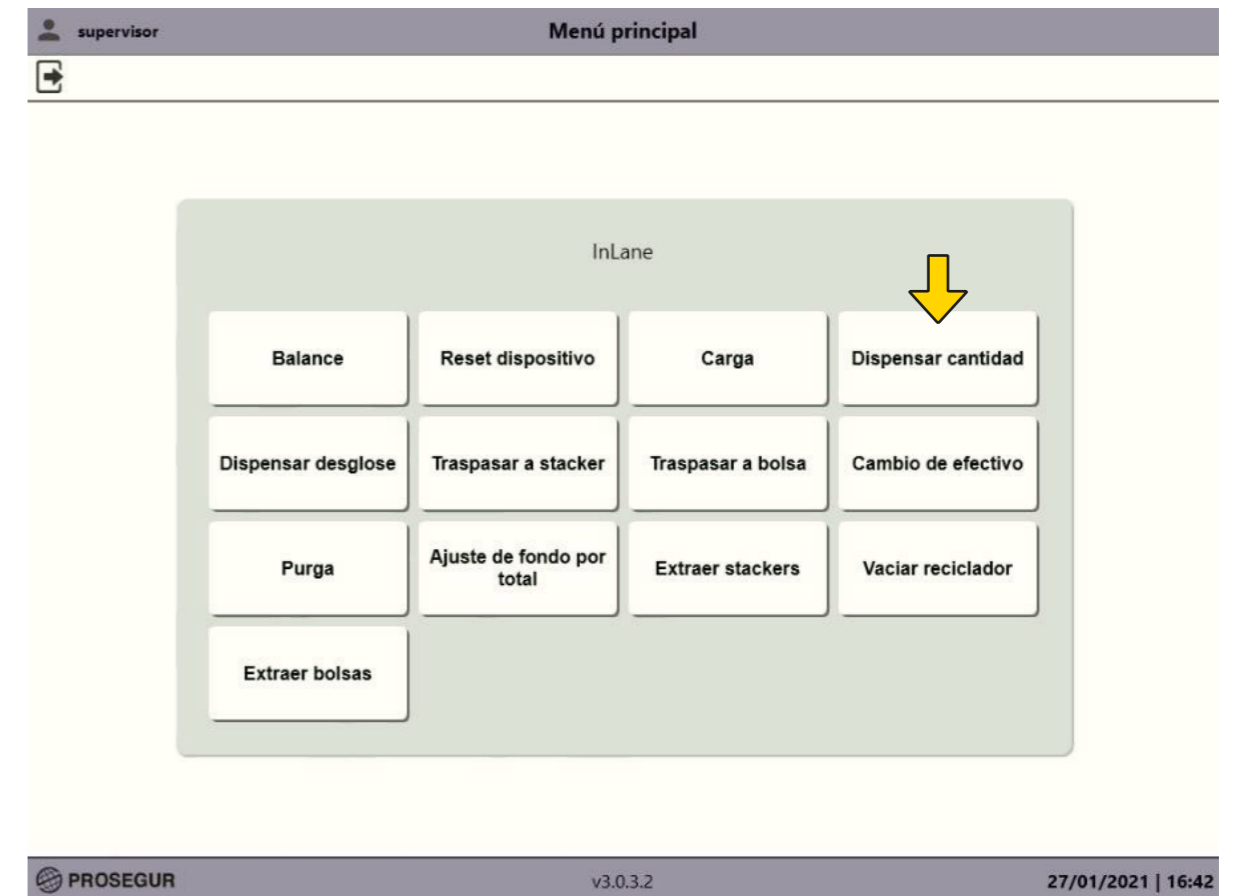 supervisor
Menú principal
InLane
Balance
Reset dispositivo
Carga
Dispensar cantidad
Dispensar desglose
Traspasar a stacker
Traspasar a bolsa
Cambio de efectivo
Purga
Ajuste de fondo por
total
Extraer stackers
Vaciar reciclador
Extraer bolsas
PROSEGUR
v3.0.3.2
27/01/2021 | 16:42